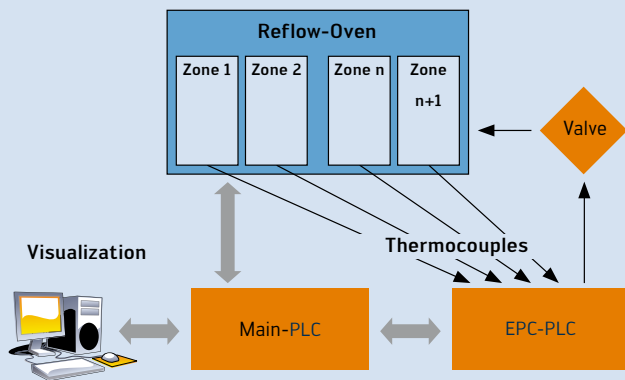 Reflow-Oven
Zone 1
Zone 2
Zone n
Zone
n+1
Valve
Thermocouples
Visualization
Main-PLC
EPC-PLC